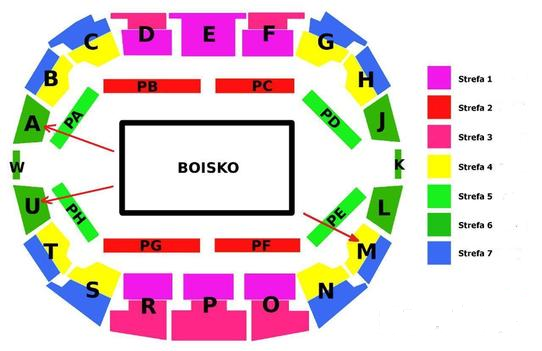 D E F
C G
B H
PB PC
A PA PD J
BOISKO
W K
U PH PE L
PG PF
T M
S N
R P O
Strefa 1
Strefa 2
Strefa 3
Strefa 4
Strefa 5
Strefa 6
Strefa 7